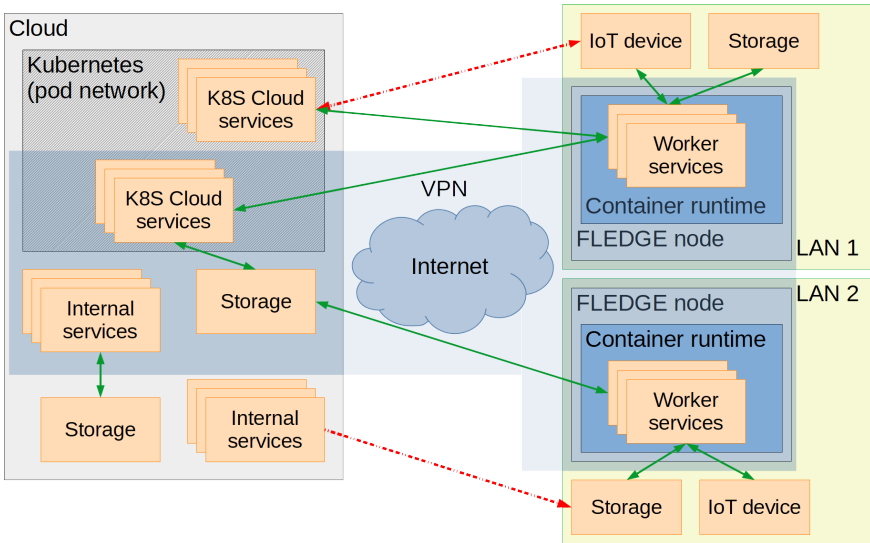 Cloud
Kubernetes
(pod network)
K8S Cloud
services
K8S Cloud
services
Storage
Internal
services
Storage
Internal
services
VPN
Internet
IoT device
Storage
Worker
services
Container runtime
FLEDGE node
LAN 1
LAN 2
FLEDGE node
Container runtime
Worker
services
Storage
IoT device